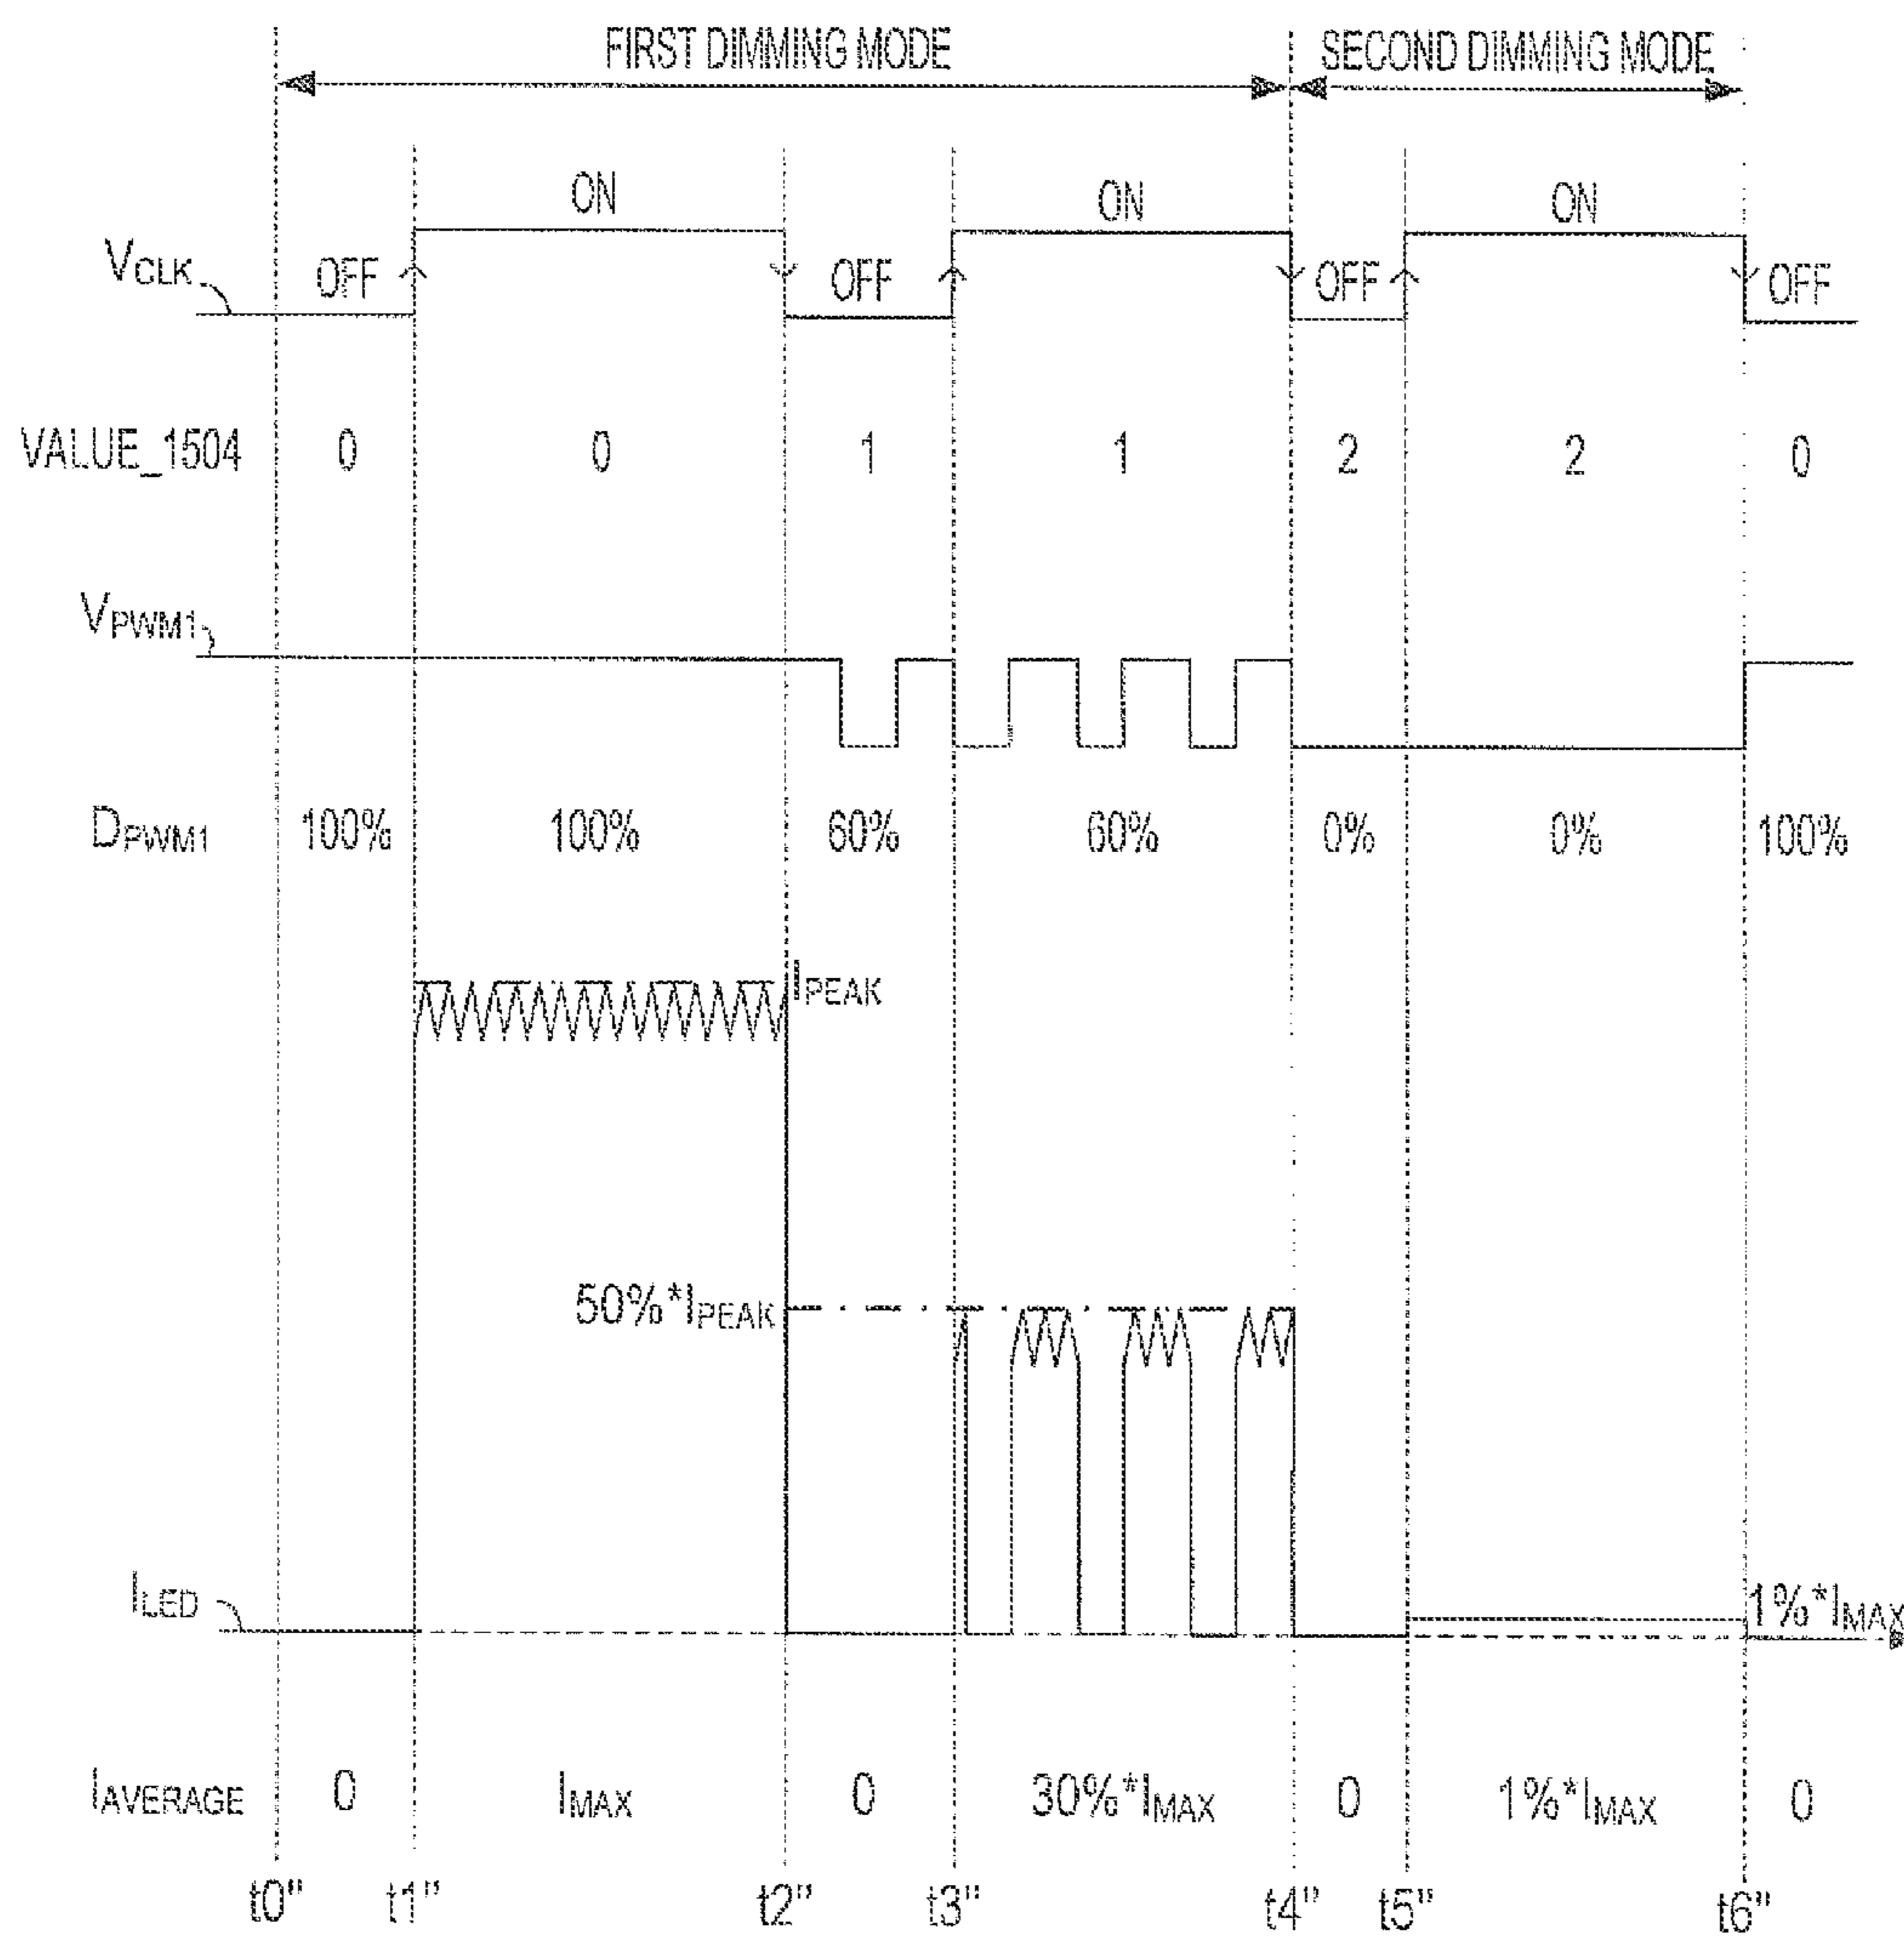 FIRST DIMMING MODE SECOND DIMMING MODE
ON ON ON
VCLK OFF OFF OFF OFF
VALUE_1504 0 0 1 1 2 2 0
VPWM1
DPWM1 100% 100% 60% 60% 0% 0% 100%
IPEAK
50%*IPEAK
ILED 1%*IMAX
IAVERAGE 0 IMAX 0 30%*IMAX 0 1%*IMAX 0
t0" t1" t2" t3" t4" t5" t6"